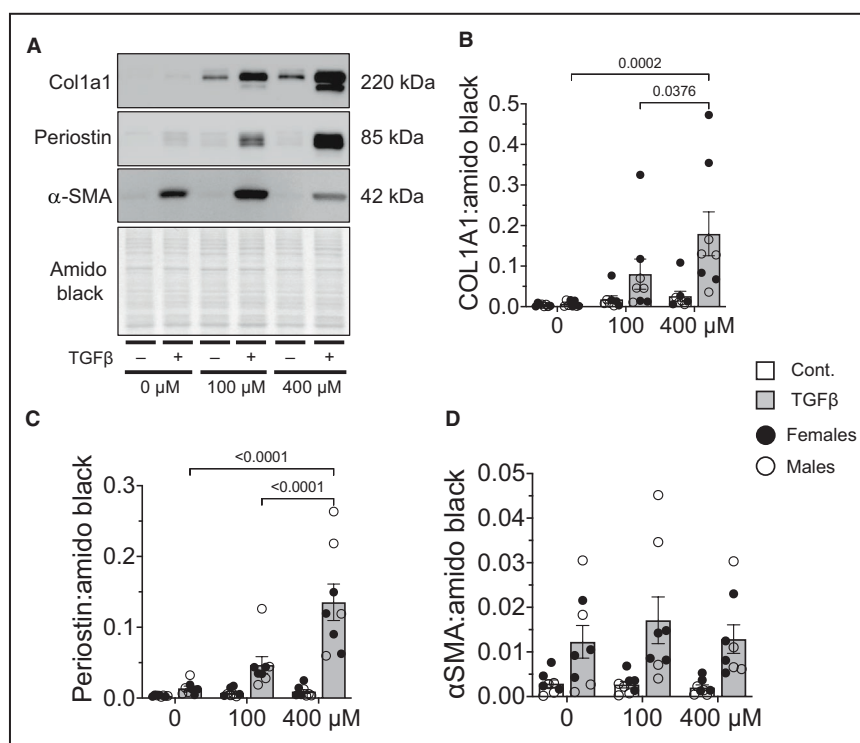 A
Col1a1
220 kDa
Periostin
85 kDa
α-SMA
42 kDa
Amido
black
TGFβ – + – + – +
0 µM 100 µM 400 µM
B
0.0002
0.0376
COL1A1:amido black
0.5
0.4
0.3
0.2
0.1
0.0
0 100 400 µM
Cont.
TGFβ
Females
Males
C
<0.0001
<0.0001
Periostin:amido black
0.3
0.2
0.1
0.0
0 100 400 µM
D
αSMA:amido black
0.05
0.04
0.03
0.02
0.01
0.00
0 100 400 µM